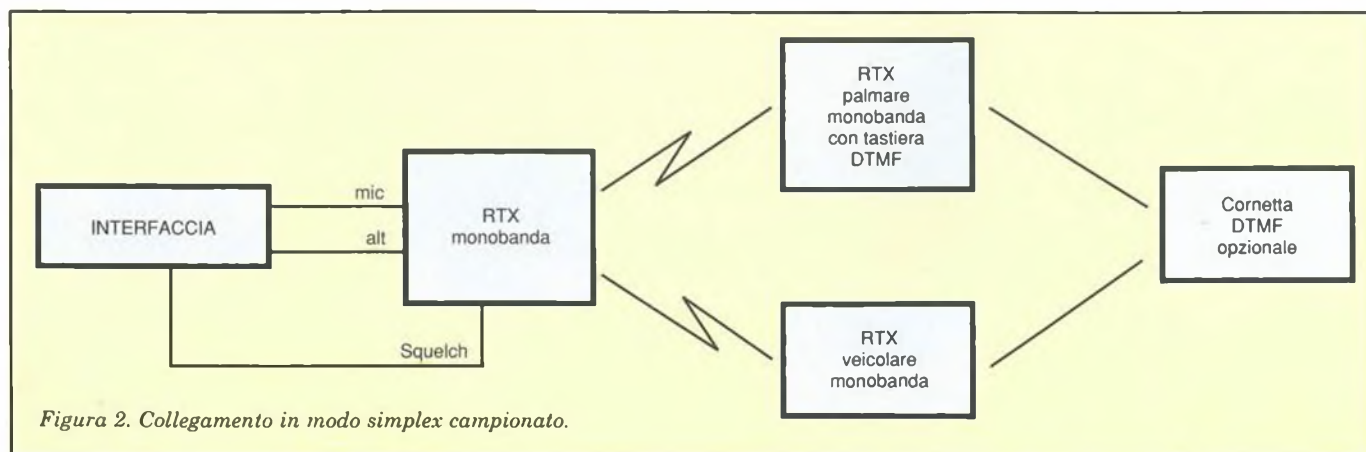 INTERFACCIA
mic
alt
Squelch
RTX
monobanda
RTX
palmare
monobanda
con tastiera
DTMF
RTX
veicolare
monobanda
Cornetta
DTMF
opzionale
Figura 2. Collegamento in modo simplex campionato.